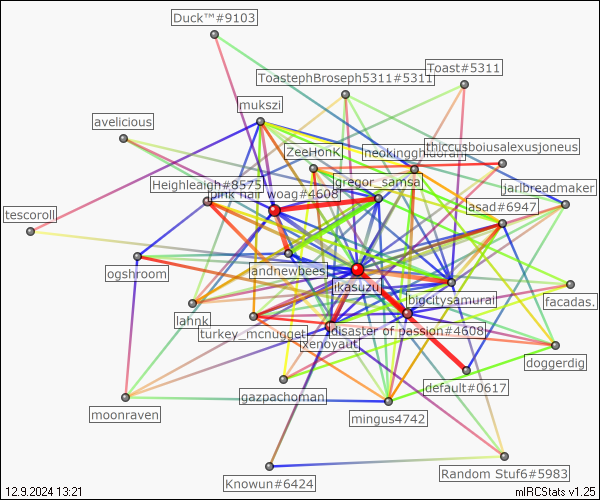 Duck™#9103
Toast#5311
ToastephBroseph5311#5311
mukszi
avelicious
thiccusboiusalexusjoneus
ZeeHonK
neokingghidorah
gregor_samsa
Heighleaigh#8575
pink hair woag#4608
jarlbreadmaker
asad#6947
tescoroll
andnewbees
ogshroom
ikasuzu
bigcitysamurai
facadas.
lahnk
turkey_mcnugget
disaster of passion#4608
xenoyaut
doggerdig
default#0617
gazpachoman
moonraven
mingus4742
Random Stuf6#5983
Knowun#6424
12.9.2024 13:21
mIRCStats v1.25